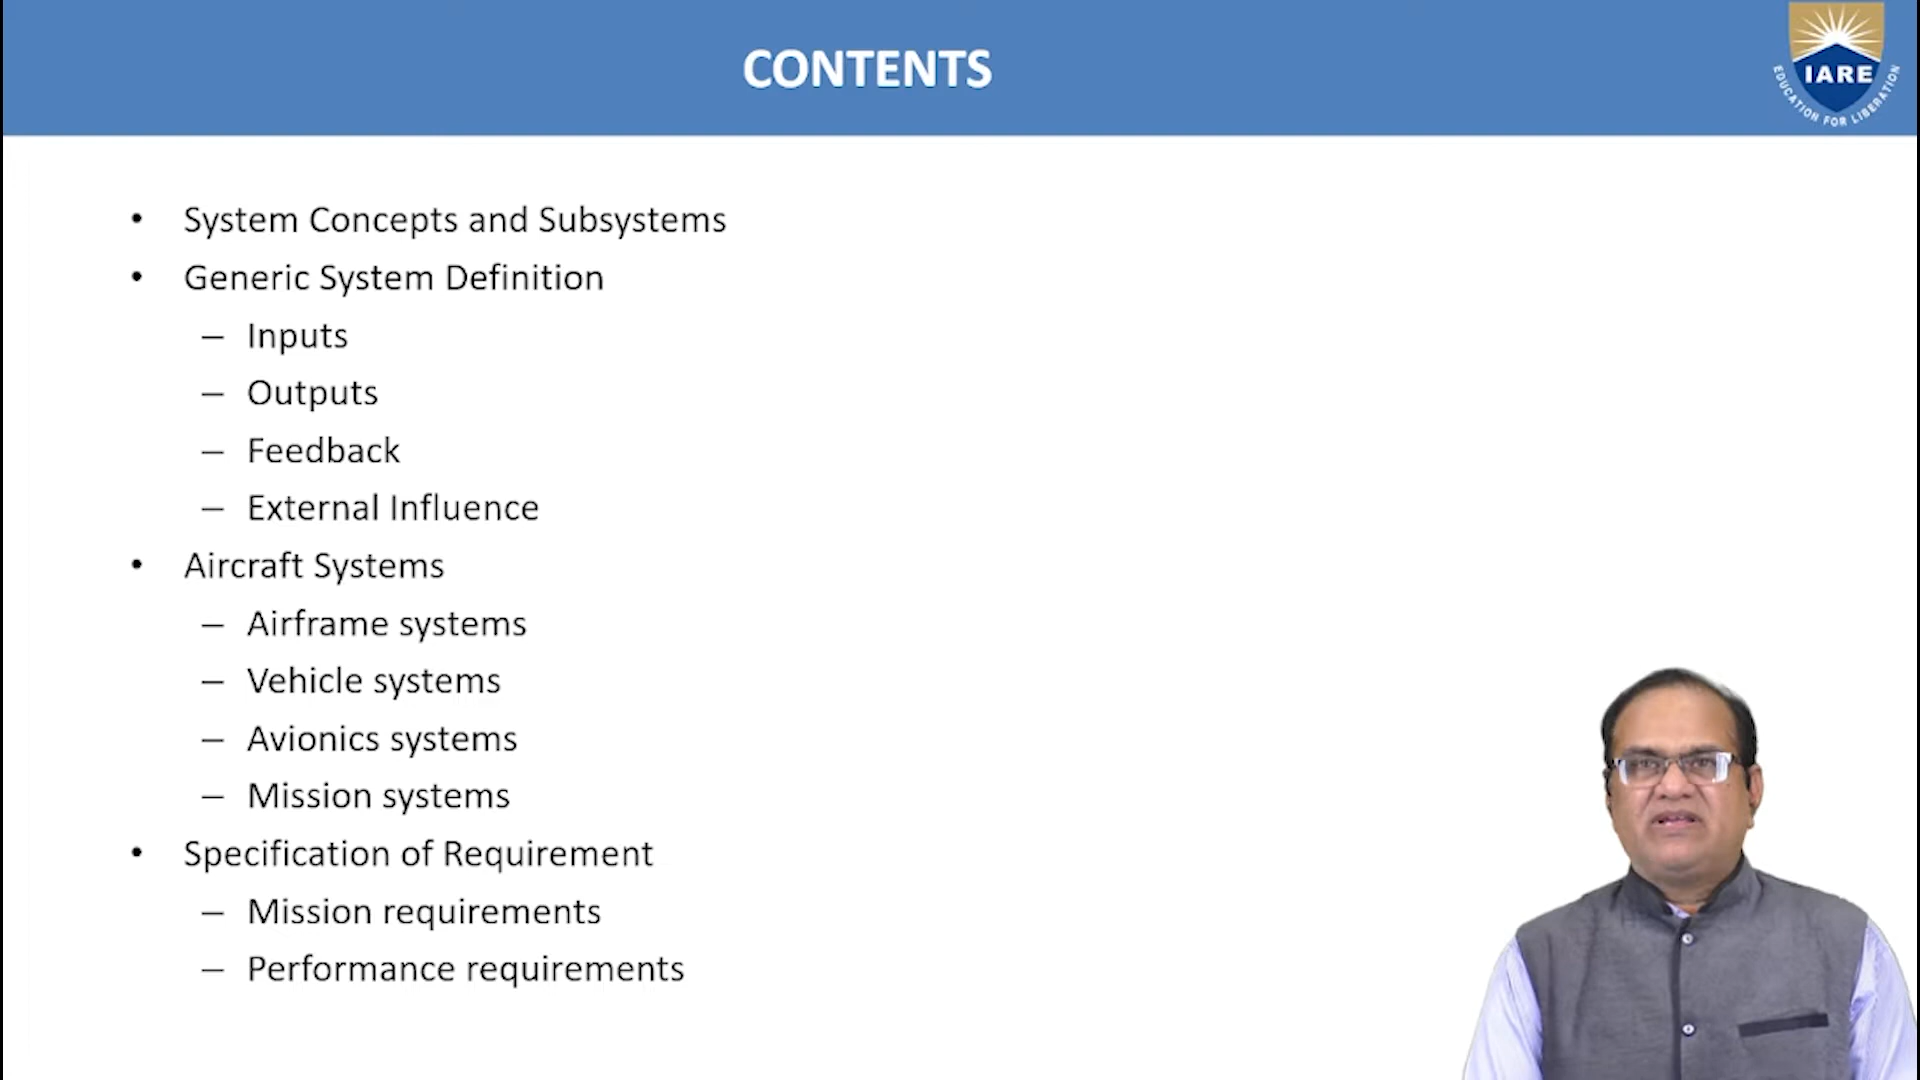 CONTENTS
IARE
EDUCATION FOR LIBERATION
• System Concepts and Subsystems
• Generic System Definition
– Inputs
– Outputs
– Feedback
– External Influence
• Aircraft Systems
– Airframe systems
– Vehicle systems
– Avionics systems
– Mission systems
• Specification of Requirement
– Mission requirements
– Performance requirements